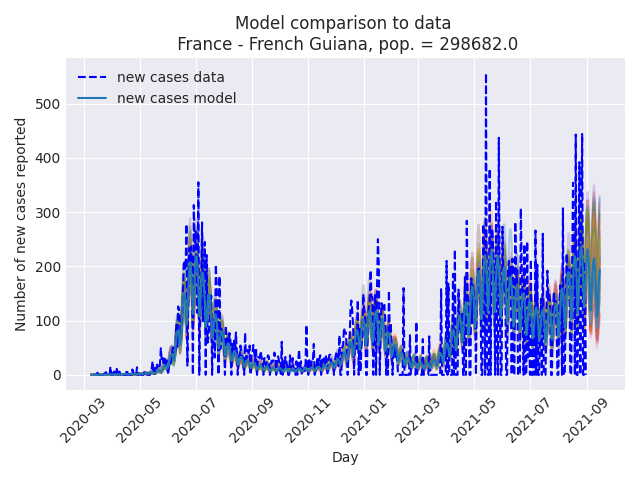 Model comparison to data
France - French Guiana, pop. = 298682.0
new cases data
new cases model
Number of new cases reported
500
400
300
200
100
0
2020-03
2020-05
2020-07
2020-09
2020-11
2021-01
2021-03
2021-05
2021-07
2021-09
Day